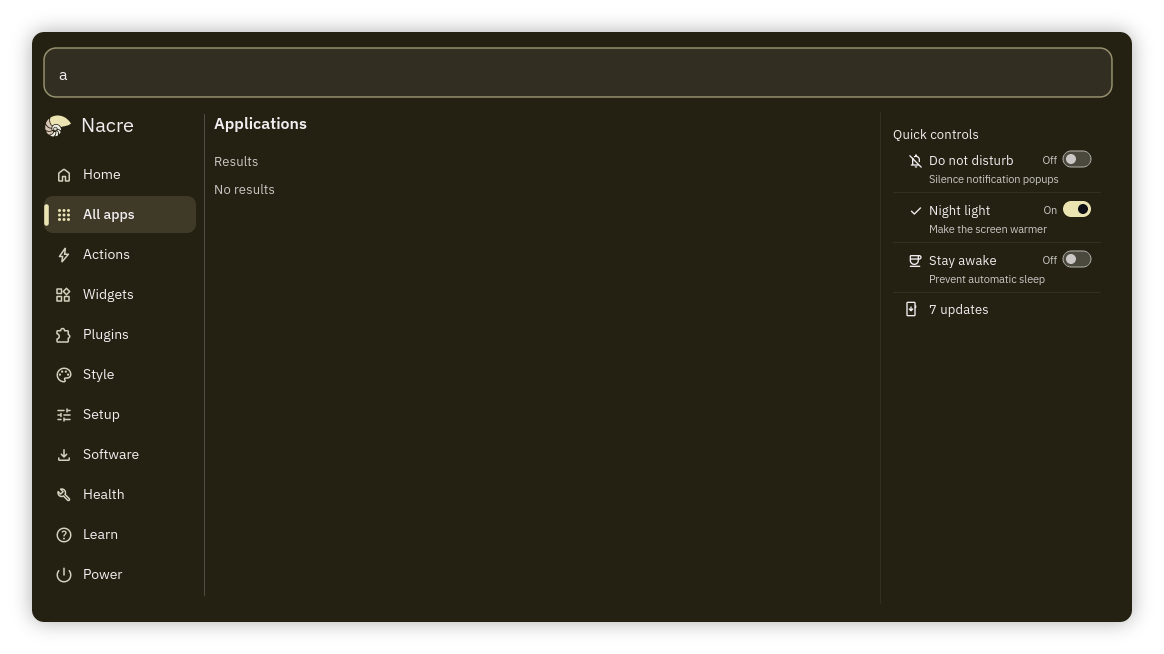 a
Nacre
Home
All apps
Actions
Widgets
Plugins
Style
Setup
Software
Health
Learn
Power
Applications
Results
No results
Quick controls
Do not disturb Off
Silence notification popups
Night light On
Make the screen warmer
Stay awake Off
Prevent automatic sleep
7 updates